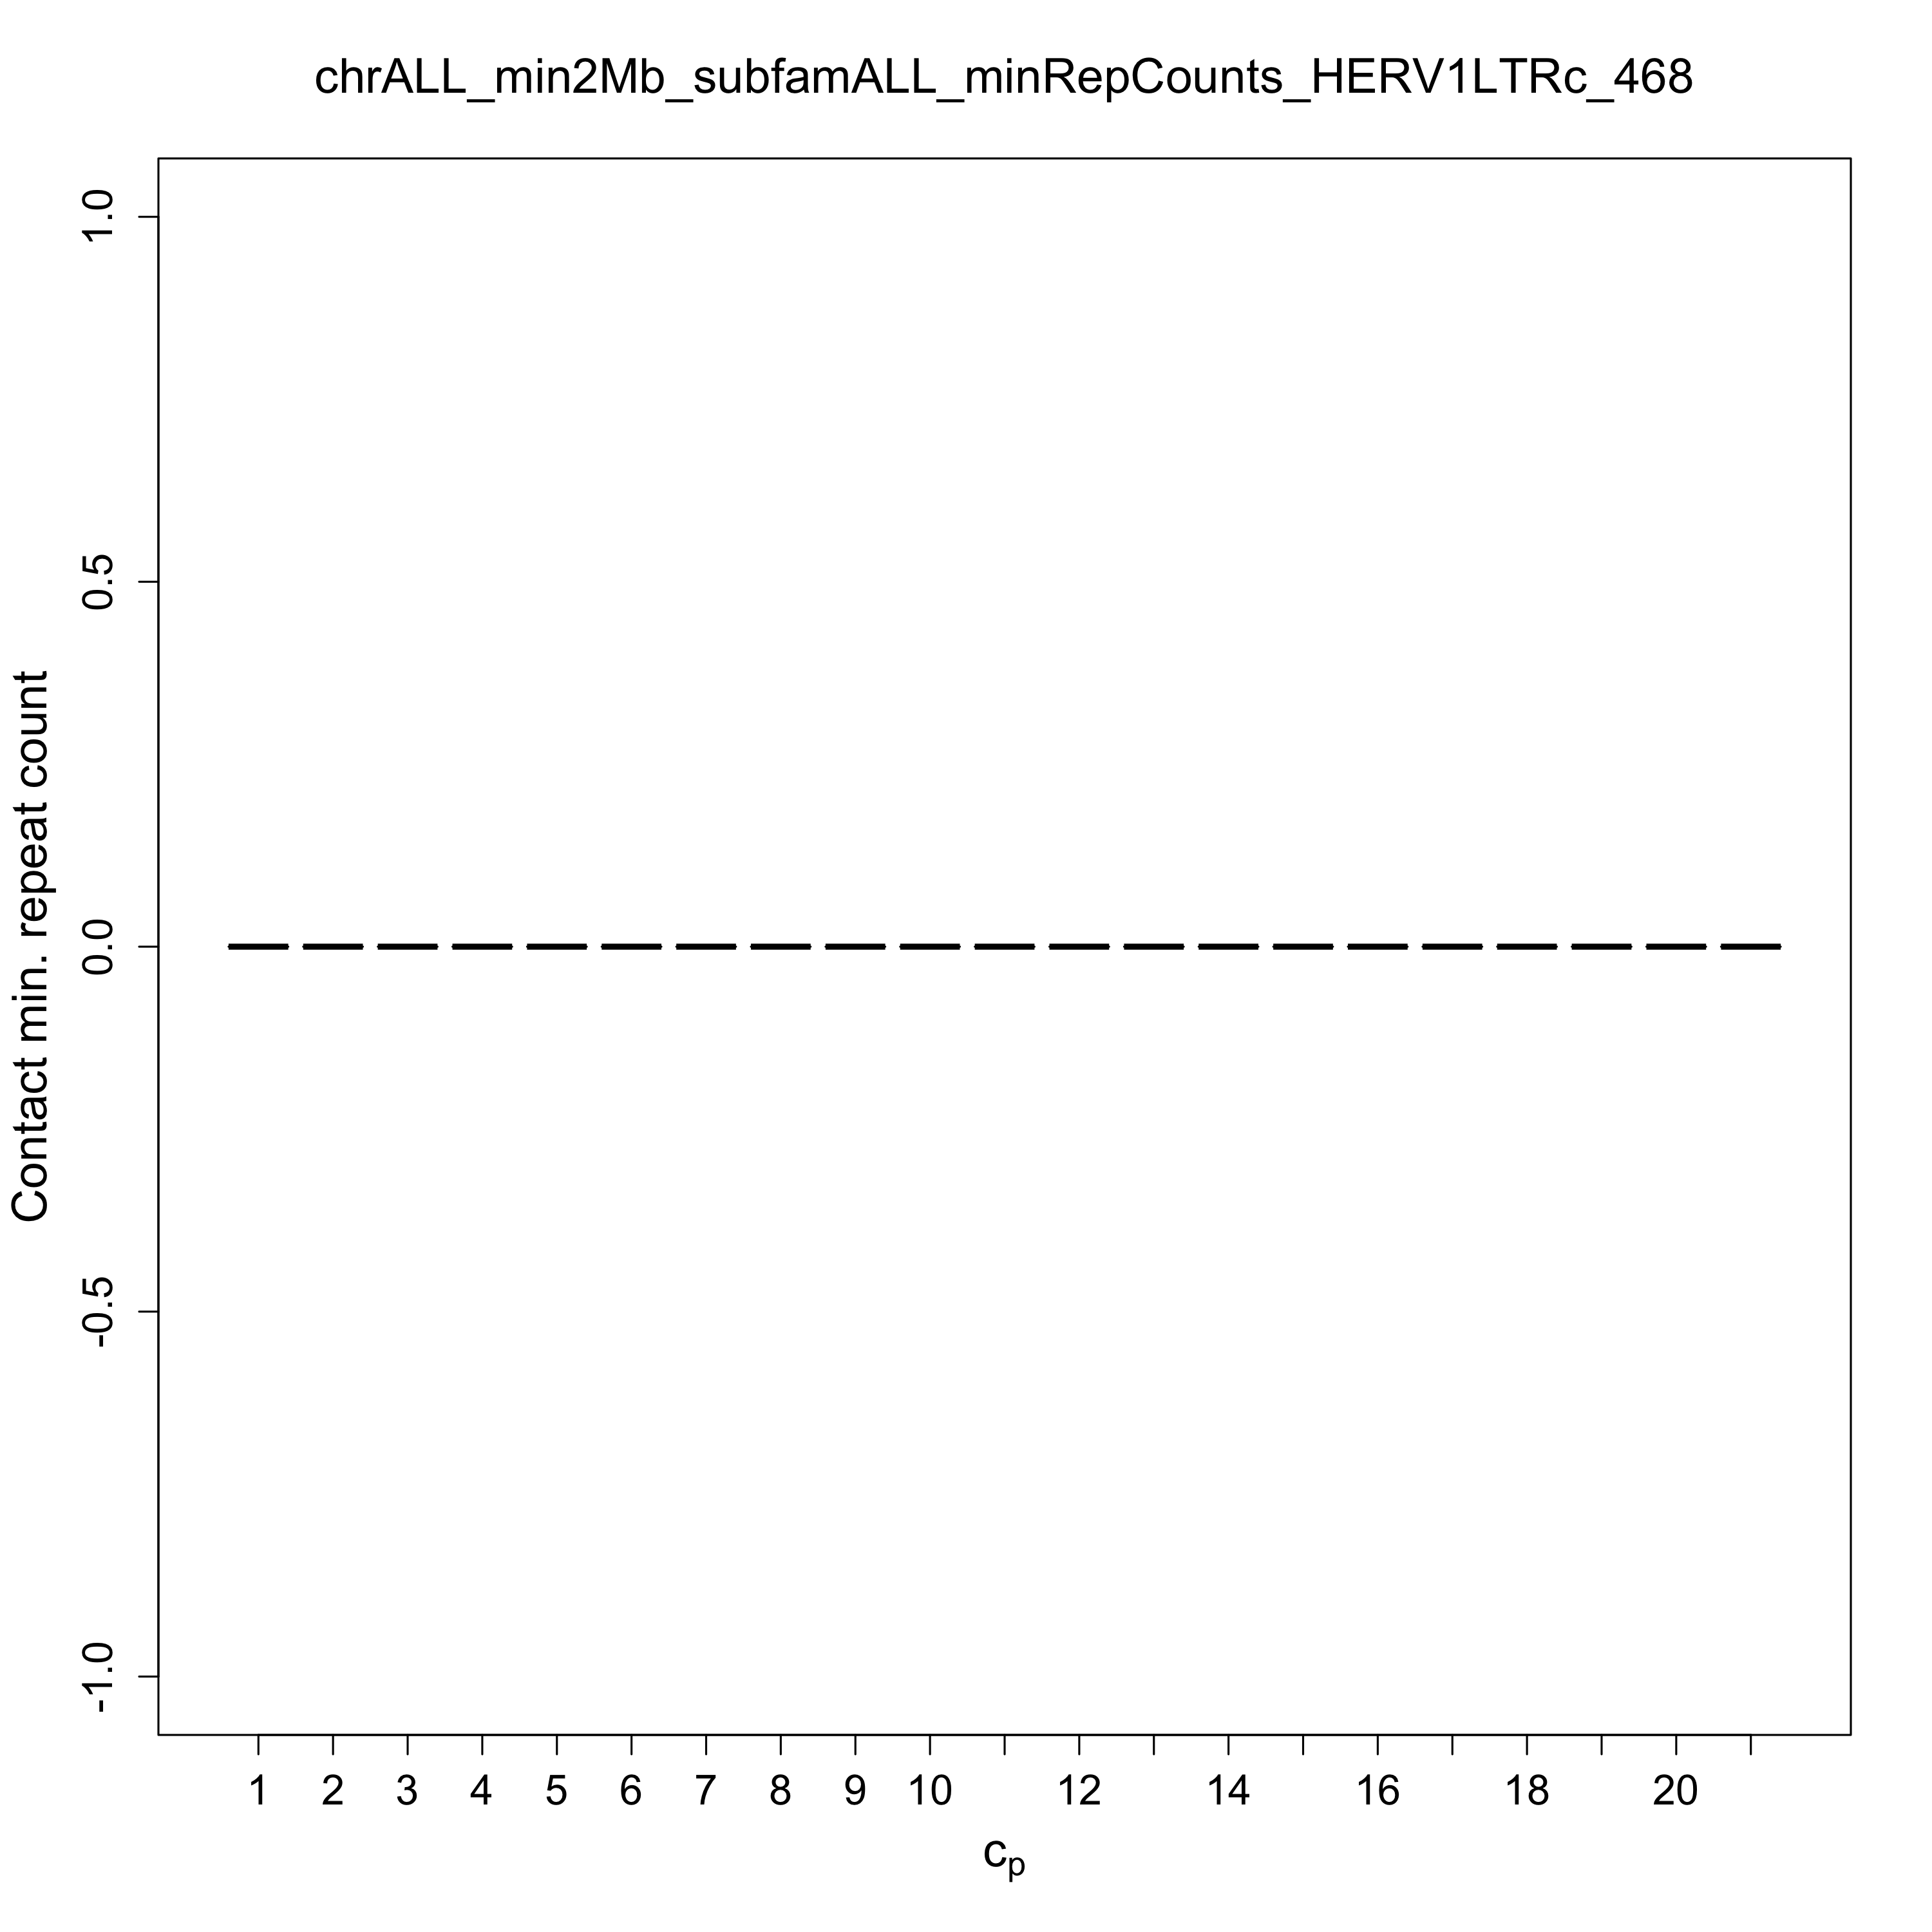 chrALL_min2Mb_subfamALL_minRepCounts_HERV1LTRc_468
1.0
0.5
0.0
-0.5
-1.0
Contact min. repeat count
1 2 3 4 5 6 7 8 9 10 12 14 16 18 20
cp